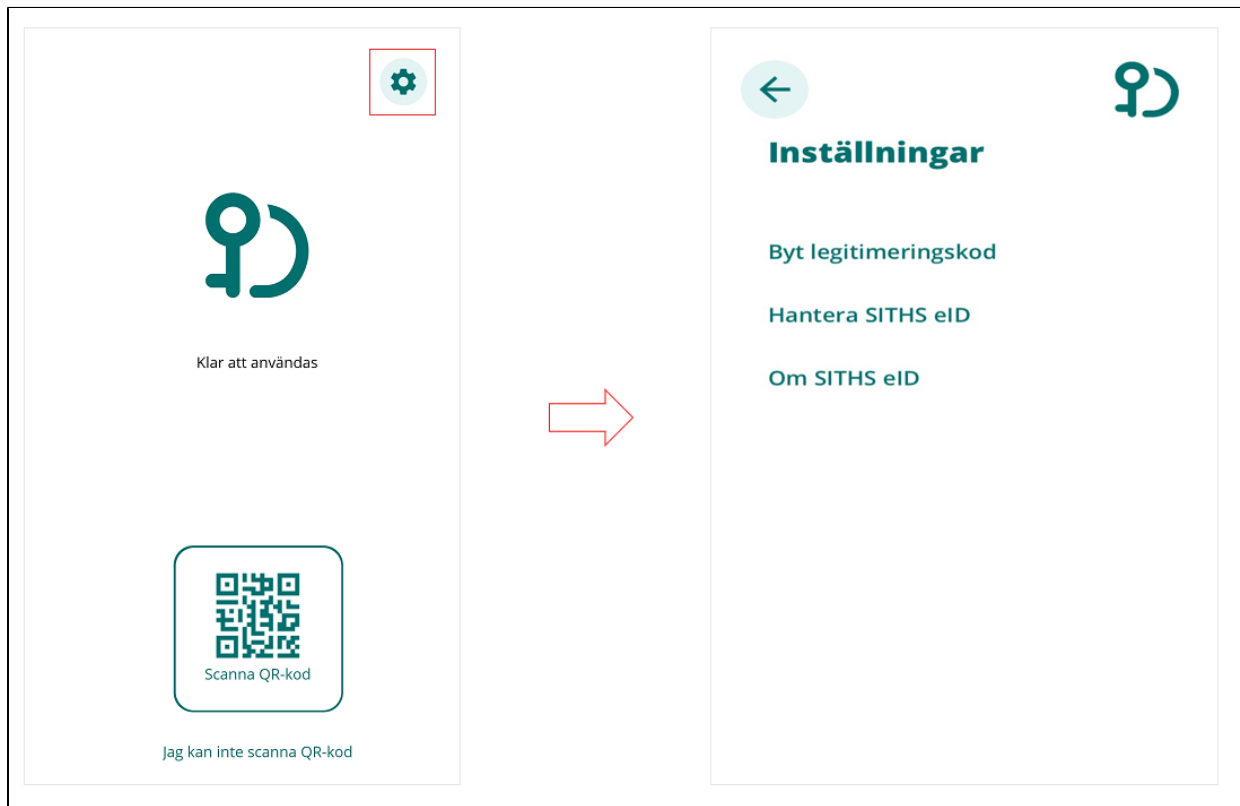 Klar att användas
Scanna QR-kod
Jag kan inte scanna QR-kod
Inställningar
Byt legitimeringskod
Hantera SITHS eID
Om SITHS eID